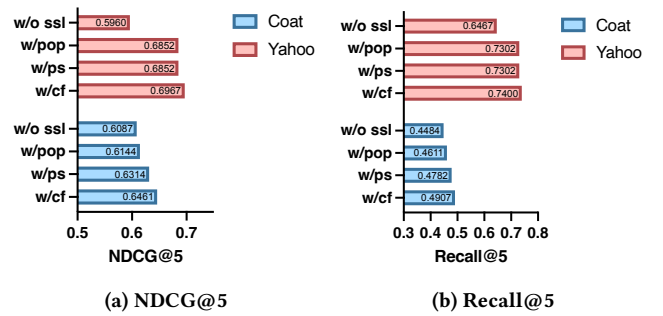 w/o ssl 0.5960
w/pop 0.6852
w/ps 0.6852
w/cf 0.6967
w/o ssl 0.6087
w/pop 0.6144
w/ps 0.6314
w/cf 0.6461
0.5 0.6 0.7
NDCG@5
Coat
Yahoo
(a) NDCG@5
w/o ssl 0.6467
w/pop 0.7302
w/ps 0.7302
w/cf 0.7400
w/o ssl 0.4484
w/pop 0.4611
w/ps 0.4782
w/cf 0.4907
0.3 0.4 0.5 0.6 0.7 0.8
Recall@5
Coat
Yahoo
(b) Recall@5